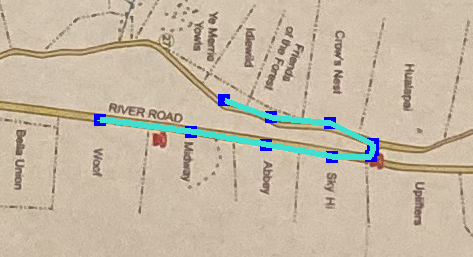 Ye Merrie
Yowls
Idlewild
Friends
of the Forest
Crow's Nest
Hualapai
RIVER ROAD
Bella Union
Woof
Midway
Abbey
Sky Hi
Uplifters